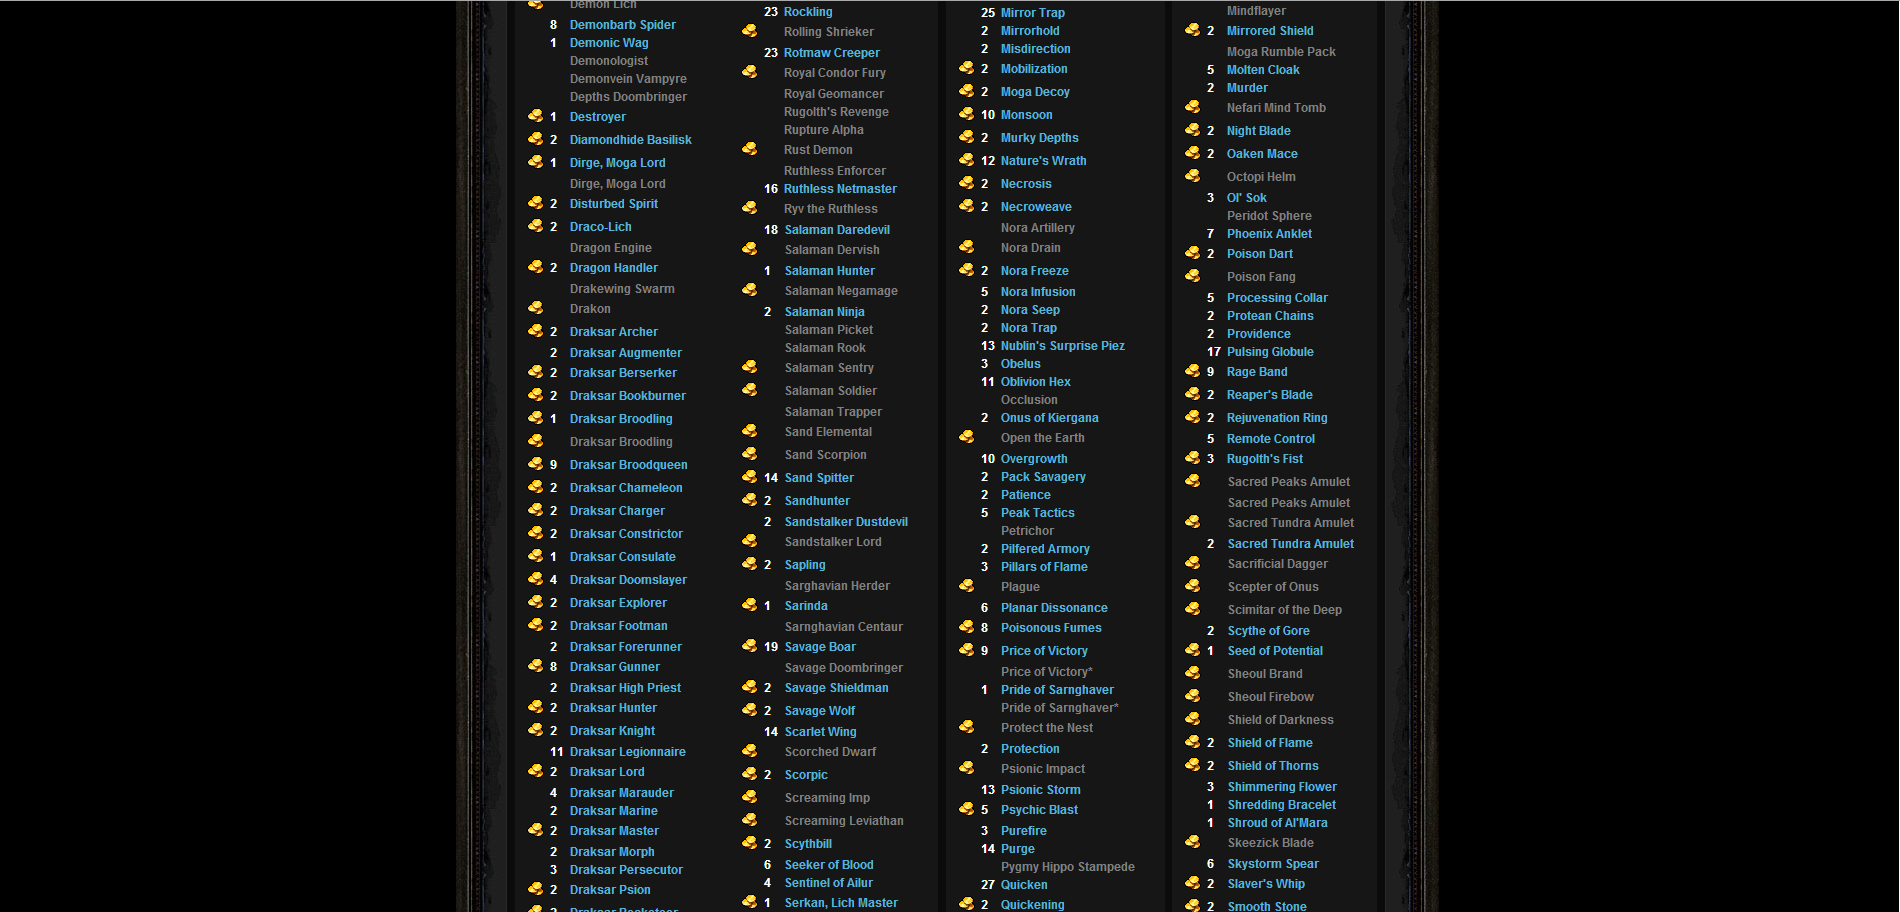 Demon Lich
8 Demonbarb Spider
1 Demonic Wag
Demonologist
Demonvein Vampyre
Depths Doombringer
1 Destroyer
2 Diamondhide Basilisk
1 Dirge, Moga Lord
Dirge, Moga Lord
2 Disturbed Spirit
2 Draco-Lich
Dragon Engine
2 Dragon Handler
Drakewing Swarm
Drakon
2 Draksar Archer
2 Draksar Augmenter
2 Draksar Berserker
2 Draksar Bookburner
1 Draksar Broodling
Draksar Broodling
9 Draksar Broodqueen
2 Draksar Chameleon
2 Draksar Charger
2 Draksar Constrictor
1 Draksar Consulate
4 Draksar Doomslayer
2 Draksar Explorer
2 Draksar Footman
2 Draksar Forerunner
8 Draksar Gunner
2 Draksar High Priest
2 Draksar Hunter
2 Draksar Knight
11 Draksar Legionnaire
2 Draksar Lord
4 Draksar Marauder
2 Draksar Marine
2 Draksar Master
2 Draksar Morph
3 Draksar Persecutor
2 Draksar Psion
2 Draksar Rocketeer
23 Rockling
Rolling Shrieker
23 Rotmaw Creeper
Royal Condor Fury
Royal Geomancer
Rugolth's Revenge
Rupture Alpha
Rust Demon
Ruthless Enforcer
16 Ruthless Netmaster
Ryv the Ruthless
18 Salaman Daredevil
Salaman Dervish
1 Salaman Hunter
Salaman Negamage
2 Salaman Ninja
Salaman Picket
Salaman Rook
Salaman Sentry
Salaman Soldier
Salaman Trapper
Sand Elemental
Sand Scorpion
14 Sand Spitter
2 Sandhunter
2 Sandstalker Dustdevil
Sandstalker Lord
2 Sapling
Sarghavian Herder
1 Sarinda
Sarnghavian Centaur
19 Savage Boar
Savage Doombringer
2 Savage Shieldman
2 Savage Wolf
14 Scarlet Wing
Scorched Dwarf
2 Scorpic
Screaming Imp
Screaming Leviathan
2 Scythbill
6 Seeker of Blood
4 Sentinel of Ailur
1 Serkan, Lich Master
25 Mirror Trap
2 Mirrorhold
2 Misdirection
2 Mobilization
2 Moga Decoy
10 Monsoon
2 Murky Depths
12 Nature's Wrath
2 Necrosis
2 Necroweave
Nora Artillery
Nora Drain
2 Nora Freeze
5 Nora Infusion
2 Nora Seep
2 Nora Trap
13 Nublin's Surprise Piez
3 Obelus
11 Oblivion Hex
Occlusion
2 Onus of Kiergana
Open the Earth
10 Overgrowth
2 Pack Savagery
2 Patience
5 Peak Tactics
Petrichor
2 Pilfered Armory
3 Pillars of Flame
Plague
6 Planar Dissonance
8 Poisonous Fumes
9 Price of Victory
Price of Victory*
1 Pride of Sarnghaver
Pride of Sarnghaver*
Protect the Nest
2 Protection
Psionic Impact
13 Psionic Storm
5 Psychic Blast
3 Purefire
14 Purge
Pygmy Hippo Stampede
27 Quicken
2 Quickening
Mindflayer
2 Mirrored Shield
Moga Rumble Pack
5 Molten Cloak
2 Murder
Nefari Mind Tomb
2 Night Blade
2 Oaken Mace
Octopi Helm
3 Ol' Sok
Peridot Sphere
7 Phoenix Anklet
2 Poison Dart
Poison Fang
5 Processing Collar
2 Protean Chains
2 Providence
17 Pulsing Globule
9 Rage Band
2 Reaper's Blade
2 Rejuvenation Ring
5 Remote Control
3 Rugolth's Fist
Sacred Peaks Amulet
Sacred Peaks Amulet
Sacred Tundra Amulet
2 Sacred Tundra Amulet
Sacrificial Dagger
Scepter of Onus
Scimitar of the Deep
2 Scythe of Gore
1 Seed of Potential
Sheoul Brand
Sheoul Firebow
Shield of Darkness
2 Shield of Flame
2 Shield of Thorns
3 Shimmering Flower
1 Shredding Bracelet
1 Shroud of Al'Mara
Skeezick Blade
6 Skystorm Spear
2 Slaver's Whip
2 Smooth Stone